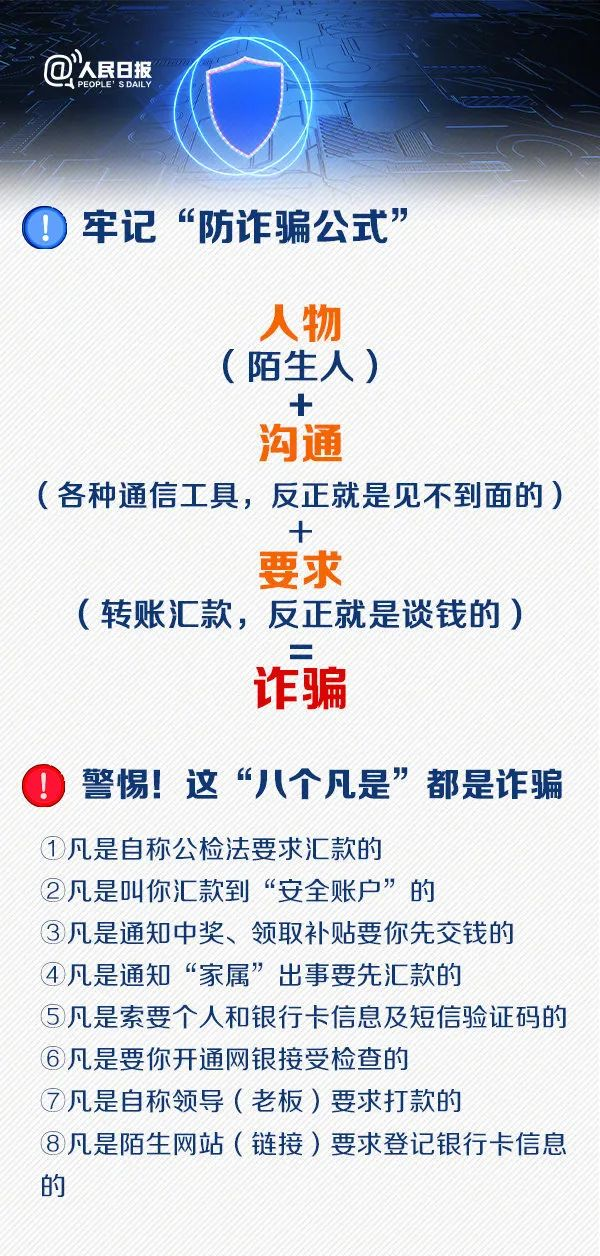 @人民日报
PEOPLE'S DAILY
! 牢记“防诈骗公式”
人物
（陌生人）
+
沟通
（各种通信工具，反正就是见不到面的）
+
要求
（转账汇款，反正就是谈钱的）
=
诈骗
! 警惕！这“八个凡是”都是诈骗
①凡是自称公检法要求汇款的
②凡是叫你汇款到“安全账户”的
③凡是通知中奖、领取补贴要你先交钱的
④凡是通知“家属”出事要先汇款的
⑤凡是索要个人和银行卡信息及短信验证码的
⑥凡是要你开通网银接受检查的
⑦凡是自称领导（老板）要求打款的
⑧凡是陌生网站（链接）要求登记银行卡信息
的